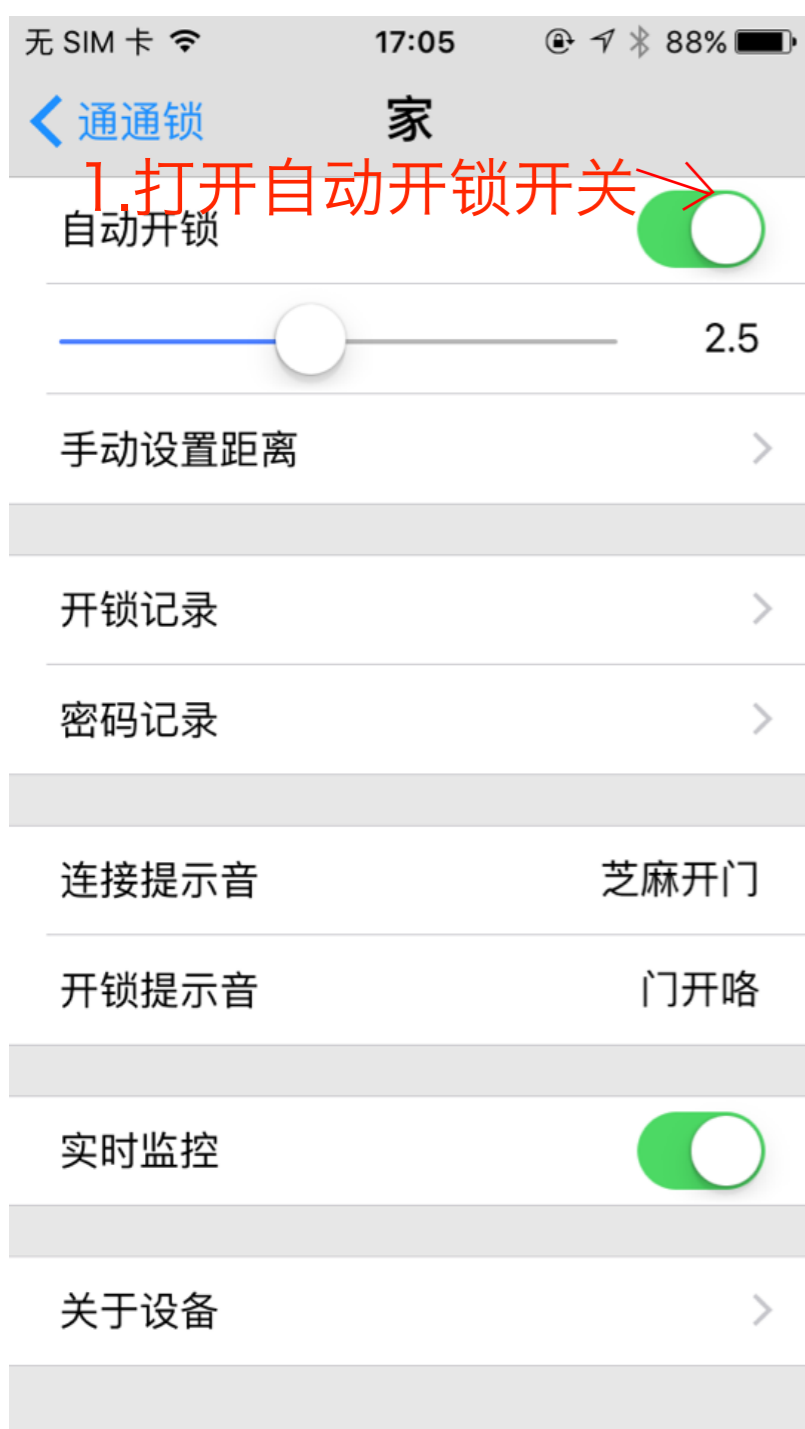 无 SIM 卡 17:05 88%
通通锁 家
1.打开自动开锁开关
自动开锁
2.5
手动设置距离
开锁记录
密码记录
连接提示音 芝麻开门
开锁提示音 门开咯
实时监控
关于设备